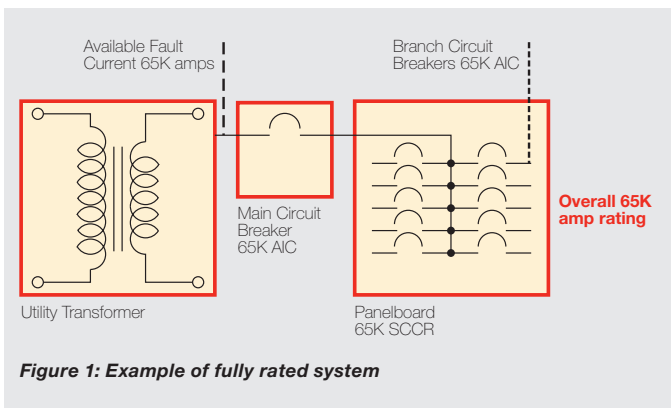 Available Fault
Current 65K amps
Branch Circuit
Breakers 65K AIC
Main Circuit
Breaker
65K AIC
Overall 65K
amp rating
Utility Transformer
Panelboard
65K SCCR
Figure 1: Example of fully rated system